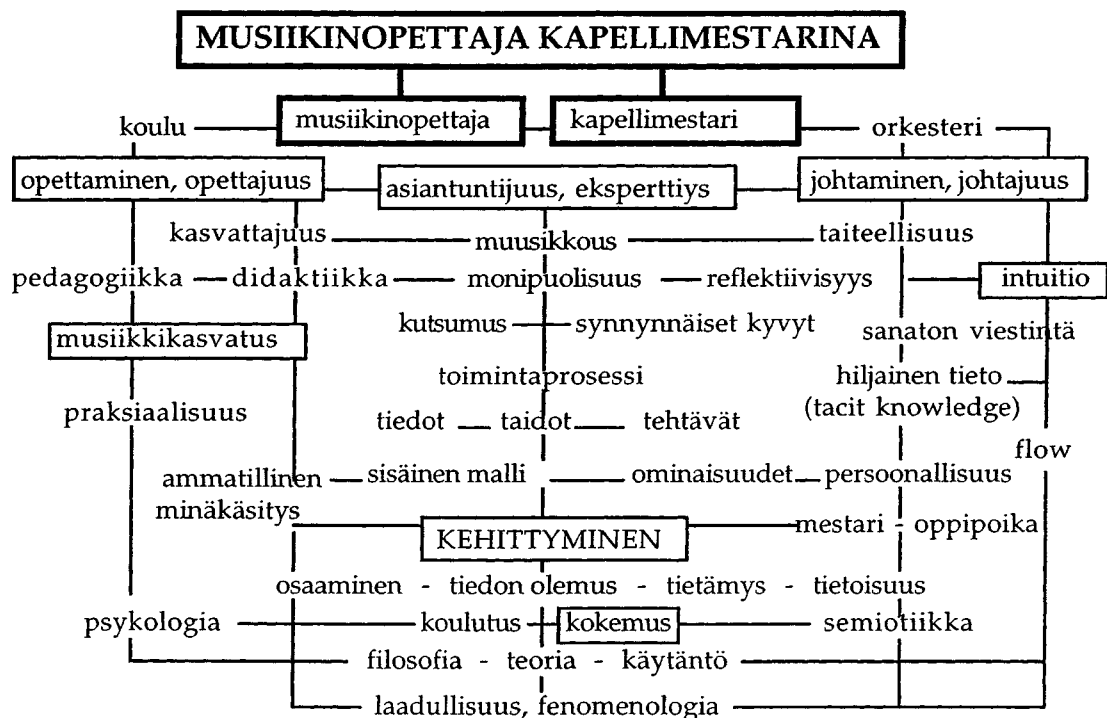 MUSIIKINOPETTAJA KAPELLIMESTARINA
koulu musiikinopettaja kapellimestari orkesteri
opettaminen, opettajuus asiantuntijuus, eksperttiys johtaminen, johtajuus
kasvattajuus muusikkous taiteellisuus
pedagogiikka didaktiikka monipuolisuus reflektiivisyys intuitio
kutsumus synnynnäiset kyvyt
musiikkikasvatus sanaton viestintä
toimintaprosessi hiljainen tieto
praksiaalisuus (tacit knowledge)
tiedot taidot tehtävät
flow
ammatillinen sisäinen malli ominaisuudet persoonallisuus
minäkäsitys
KEHITTYMINEN mestari - oppipoika
osaaminen - tiedon olemus - tietämys - tietoisuus
psykologia koulutus kokemus semiotiikka
filosofia - teoria - käytäntö
laadullisuus, fenomenologia